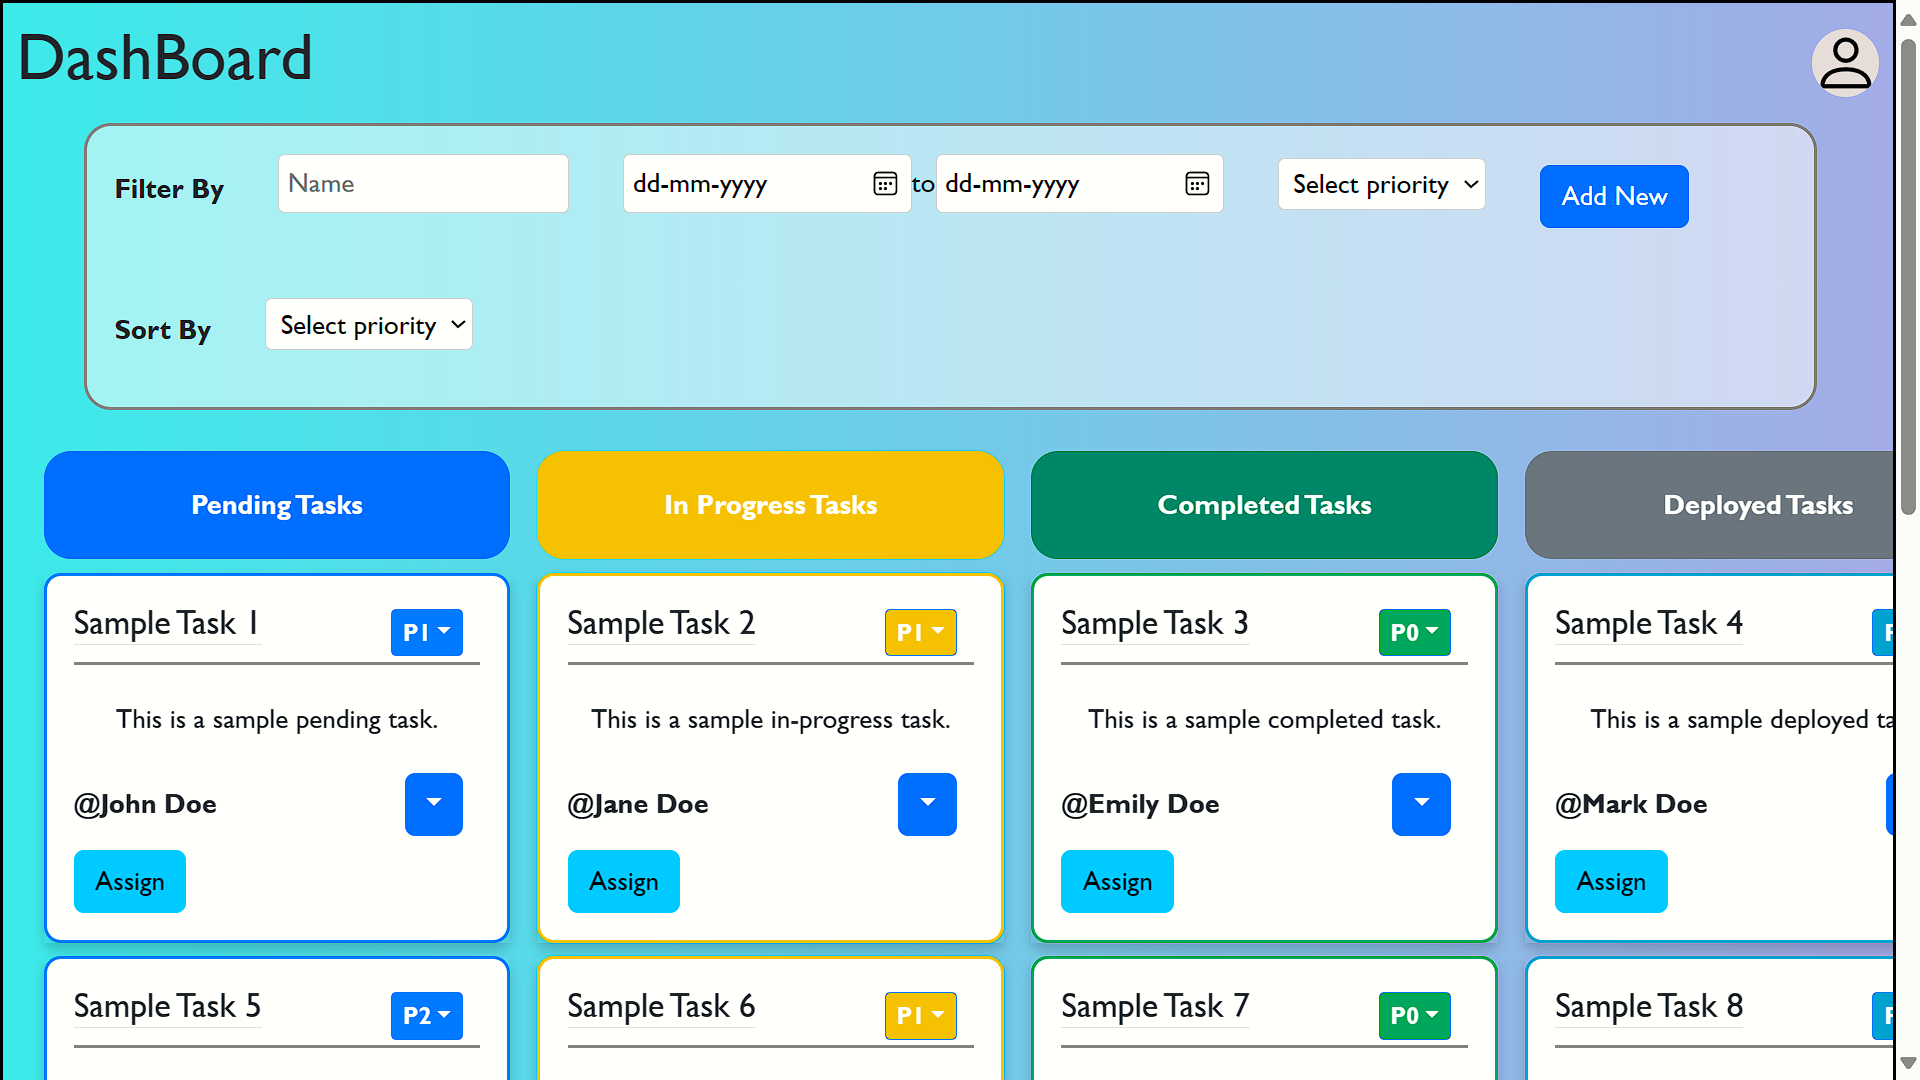 DashBoard
Filter By
Name
dd-mm-yyyy to dd-mm-yyyy
Select priority
Add New
Sort By
Select priority
Pending Tasks
In Progress Tasks
Completed Tasks
Deployed Tasks
Sample Task 1
P1
This is a sample pending task.
@John Doe
Assign
Sample Task 2
P1
This is a sample in-progress task.
@Jane Doe
Assign
Sample Task 3
P0
This is a sample completed task.
@Emily Doe
Assign
Sample Task 4
This is a sample deployed
@Mark Doe
Assign
Sample Task 5
P2
Sample Task 6
P1
Sample Task 7
P0
Sample Task 8